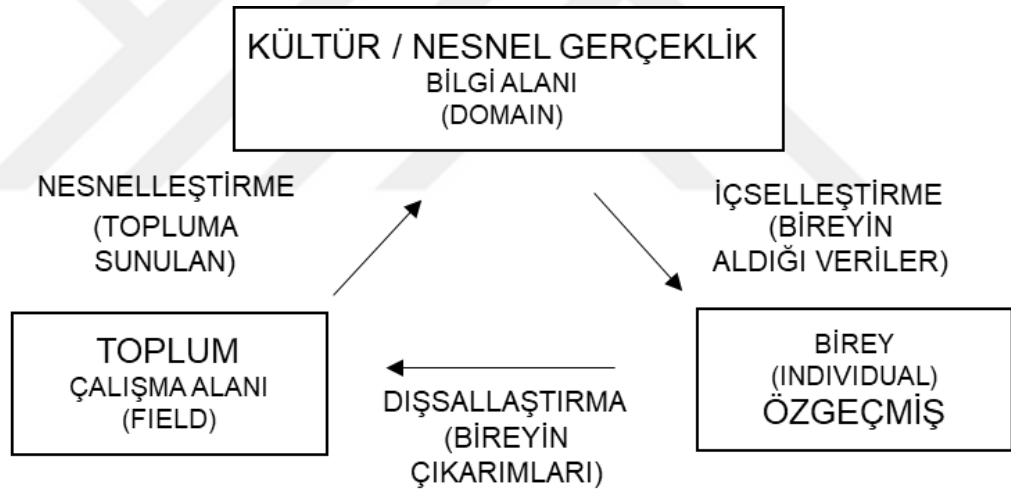 KÜLTÜR / NESNEL GERÇEKLİK
BİLGİ ALANI
(DOMAIN)
NESNELLEŞTİRME
(TOPLUMA
SUNULAN)
İÇSELLEŞTİRME
(BİREYİN
ALDIĞI VERİLER)
TOPLUM
ÇALIŞMA ALANI
(FIELD)
DIŞSALLAŞTIRMA
(BİREYİN
ÇIKARIMLARI)
BİREY
(INDIVIDUAL)
ÖZGEÇMİŞ